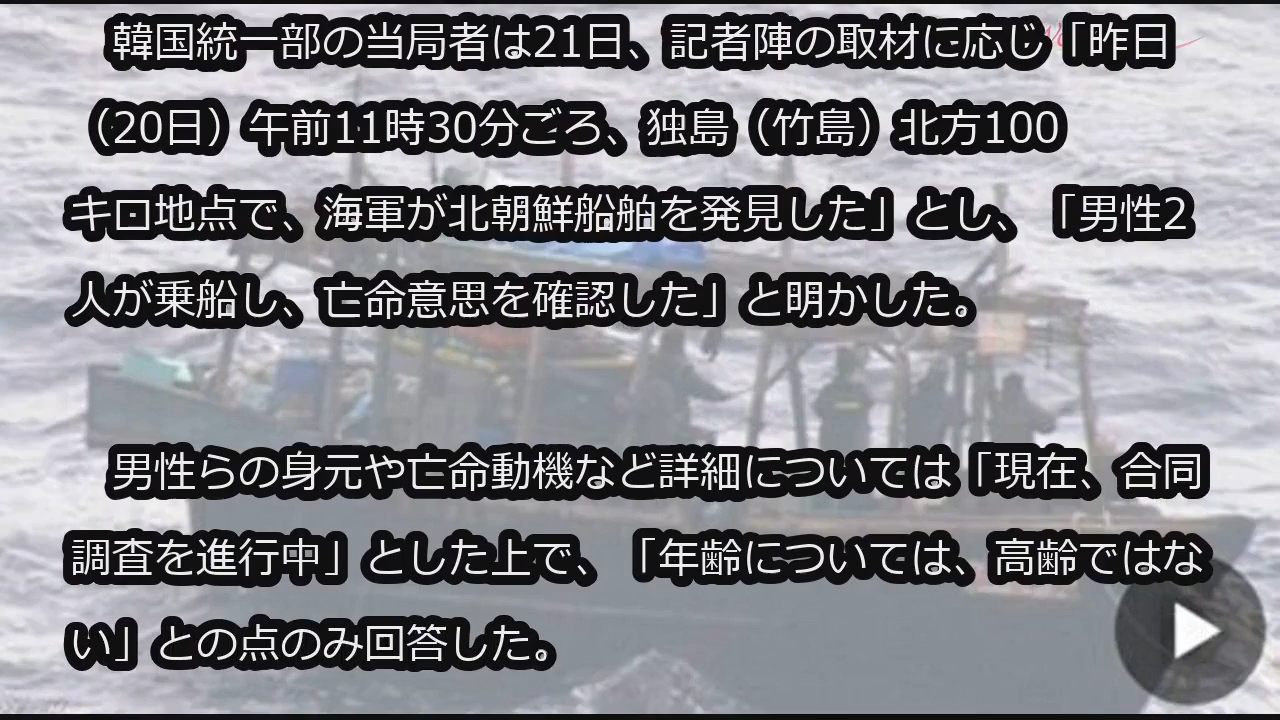 韓国統一部の当局者は21日、記者陣の取材に応じ「昨日
（20日）午前11時30分ごろ、独島（竹島）北方100
キロ地点で、海軍が北朝鮮船舶を発見した」とし、「男性2
人が乗船し、亡命意思を確認した」と明かした。
男性らの身元や亡命動機など詳細については「現在、合同
調査を進行中」とした上で、「年齢については、高齢ではな
い」との点のみ回答した。